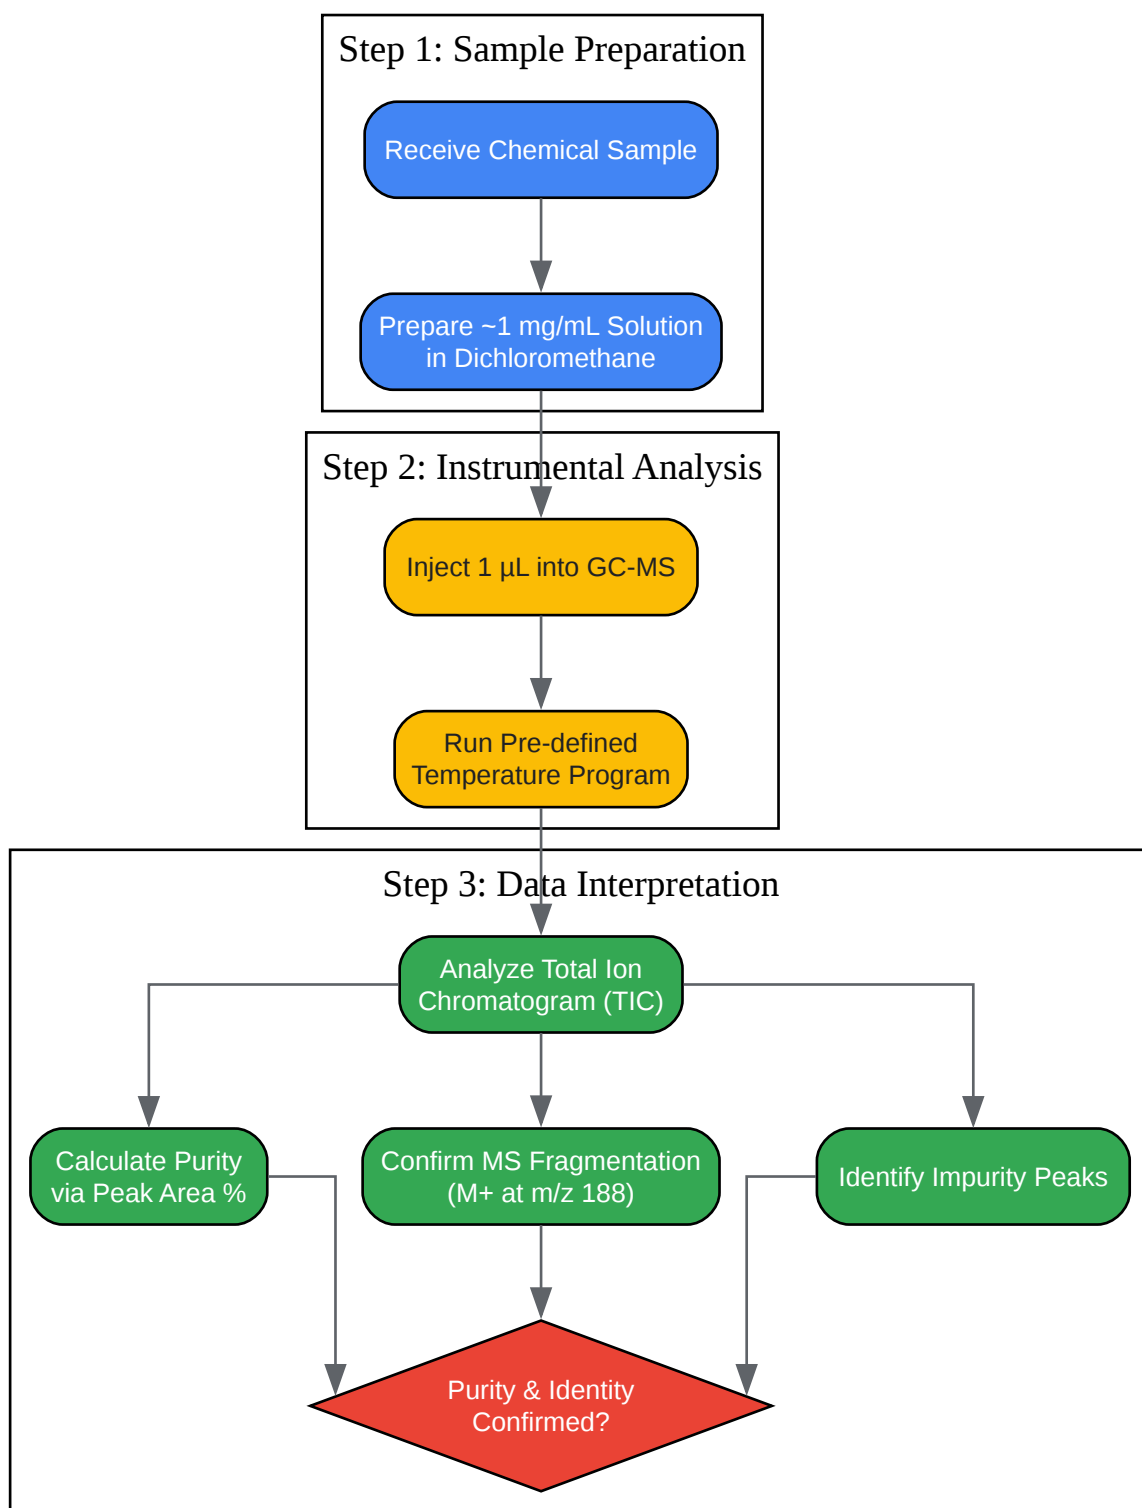 Step 1: Sample Preparation
Receive Chemical Sample
Prepare ~1 mg/mL Solution
in Dichloromethane
Step 2: Instrumental Analysis
Inject 1 µL into GC-MS
Run Pre-defined
Temperature Program
Step 3: Data Interpretation
Analyze Total Ion
Chromatogram (TIC)
Calculate Purity
via Peak Area %
Confirm MS Fragmentation
(M+ at m/z 188)
Identify Impurity Peaks
Purity & Identity
Confirmed?